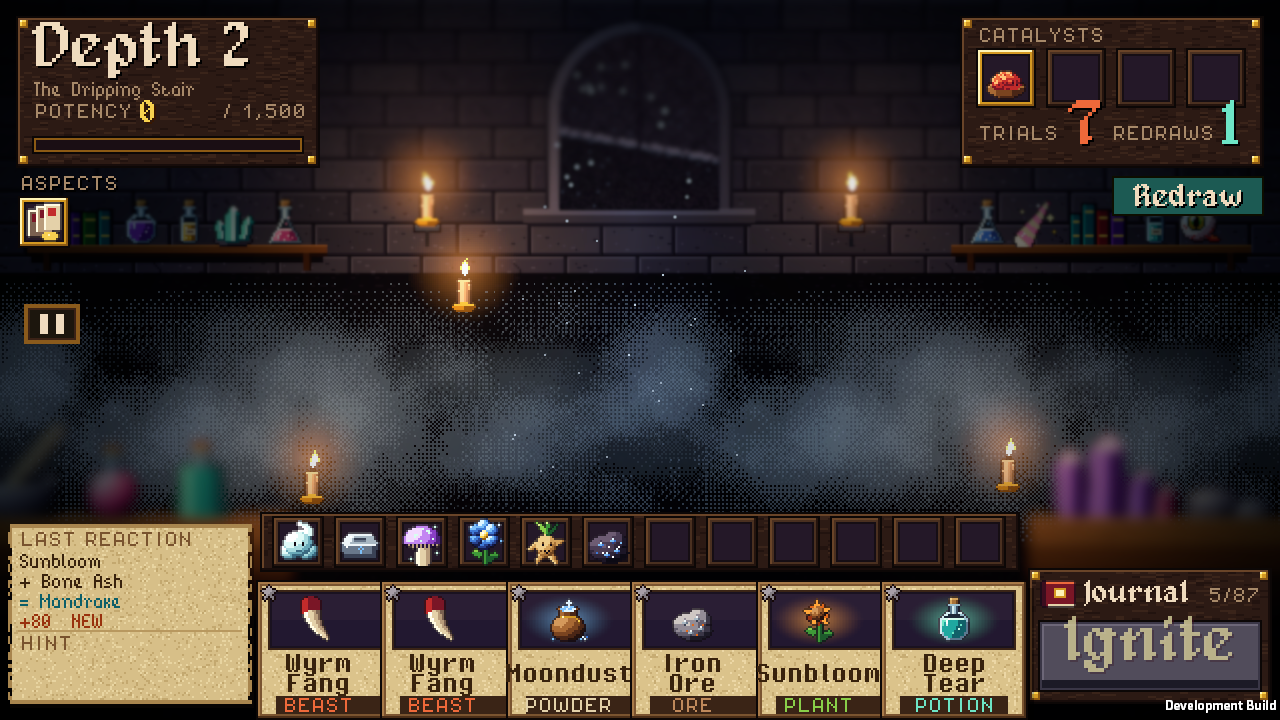 Depth 2
The Dripping Stair
POTENCY 0 / 1,500
ASPECTS
CATALYSTS
TRIALS 7 REDRAWS 1
Redraw
LAST REACTION
Sunbloom
+ Bone Ash
= Mandrake
+80 NEW
HINT
Wyrm Fang
BEAST
Wyrm Fang
BEAST
Moondust
POWDER
Iron Ore
ORE
Sunbloom
PLANT
Deep Tear
POTION
Journal 5/87
Ignite
Development Build